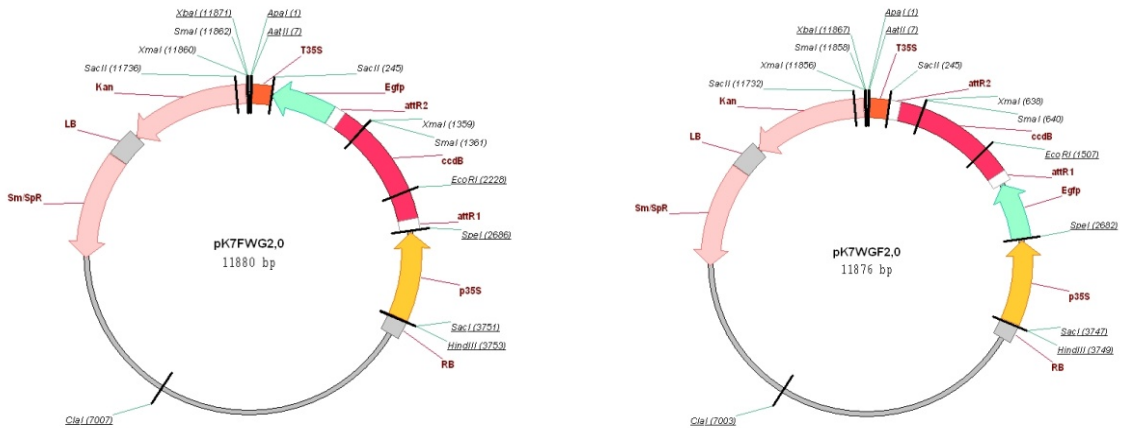 XbaI (11871)
ApaI (1)
SmaI (11862)
AatII (7)
XmaI (11860)
T35S
SacII (11736)
SacII (245)
Kan
Egfp
attR2
LB
XmaI (1359)
SmaI (1361)
ccdB
Sm/SpR
EcoRI (2228)
attR1
SpeI (2686)
pK7FWG2,0
11880 bp
p35S
SacI (3751)
HindIII (3753)
RB
ClaI (7007)
XbaI (11867)
ApaI (1)
SmaI (11858)
AatII (7)
XmaI (11856)
T35S
SacII (11732)
SacII (245)
Kan
attR2
XmaI (638)
SmaI (640)
LB
ccdB
EcoRI (1507)
attR1
Egfp
Sm/SpR
SpeI (2682)
pK7WGF2,0
11876 bp
p35S
SacI (3747)
HindIII (3749)
RB
ClaI (7003)